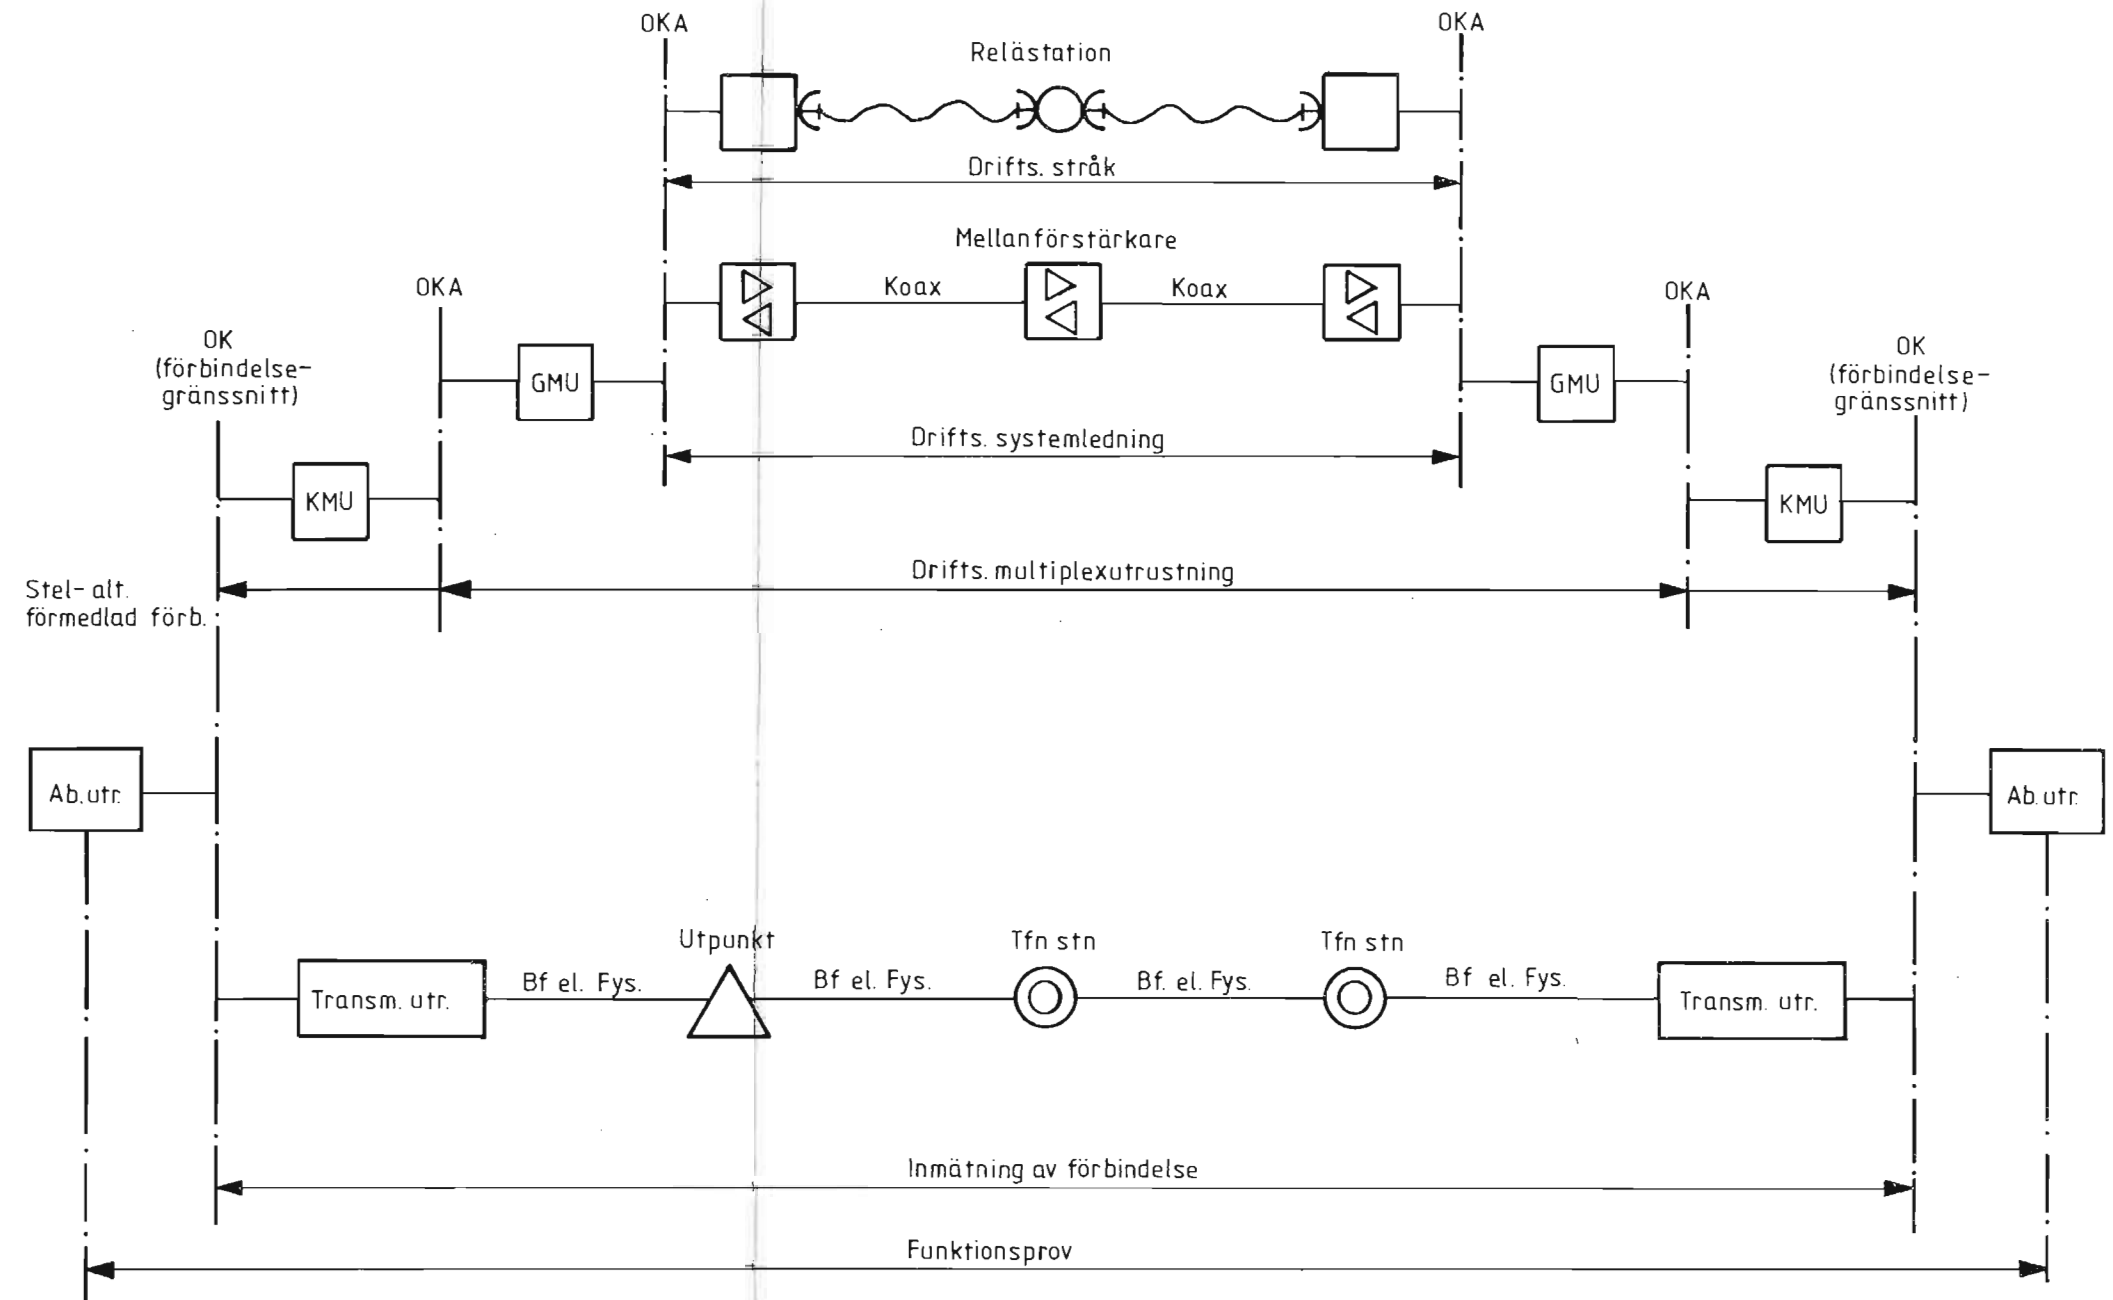 OKA
OKA
Relästation
Drifts. stråk
Mellanförstärkare
Koax
Koax
OKA
OKA
OK
(förbindelse-
gränssnitt)
OK
(förbindelse-
gränssnitt)
GMU
GMU
Drifts. systemledning
KMU
KMU
Drifts. multiplexutrustning
Stel- alt.
förmedlad förb.
Ab.utr.
Ab.utr.
Utpunkt
Tfn stn
Tfn stn
Transm. utr.
Bf el. Fys.
Bf el. Fys.
Bf. el. Fys.
Bf el. Fys.
Transm. utr.
Inmätning av förbindelse
Funktionsprov